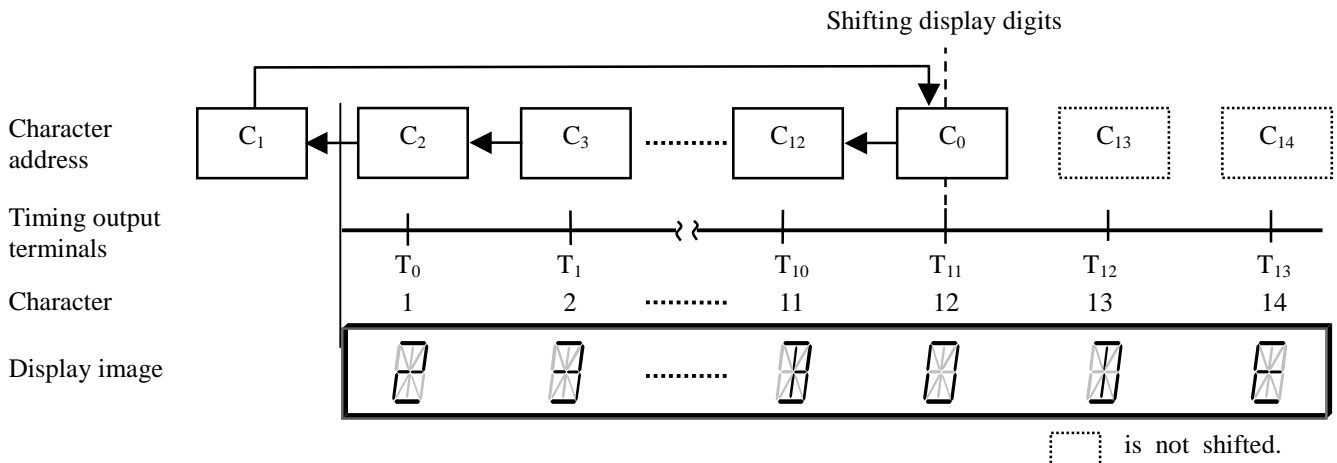 Shifting display digits
Character address C₁ C₂ C₃ ........... C₁₂ C₀ C₁₃ C₁₄
Timing output terminals
T₀ T₁ T₁₀ T₁₁ T₁₂ T₁₃
Character 1 2 ........... 11 12 13 14
Display image ...........
is not shifted.